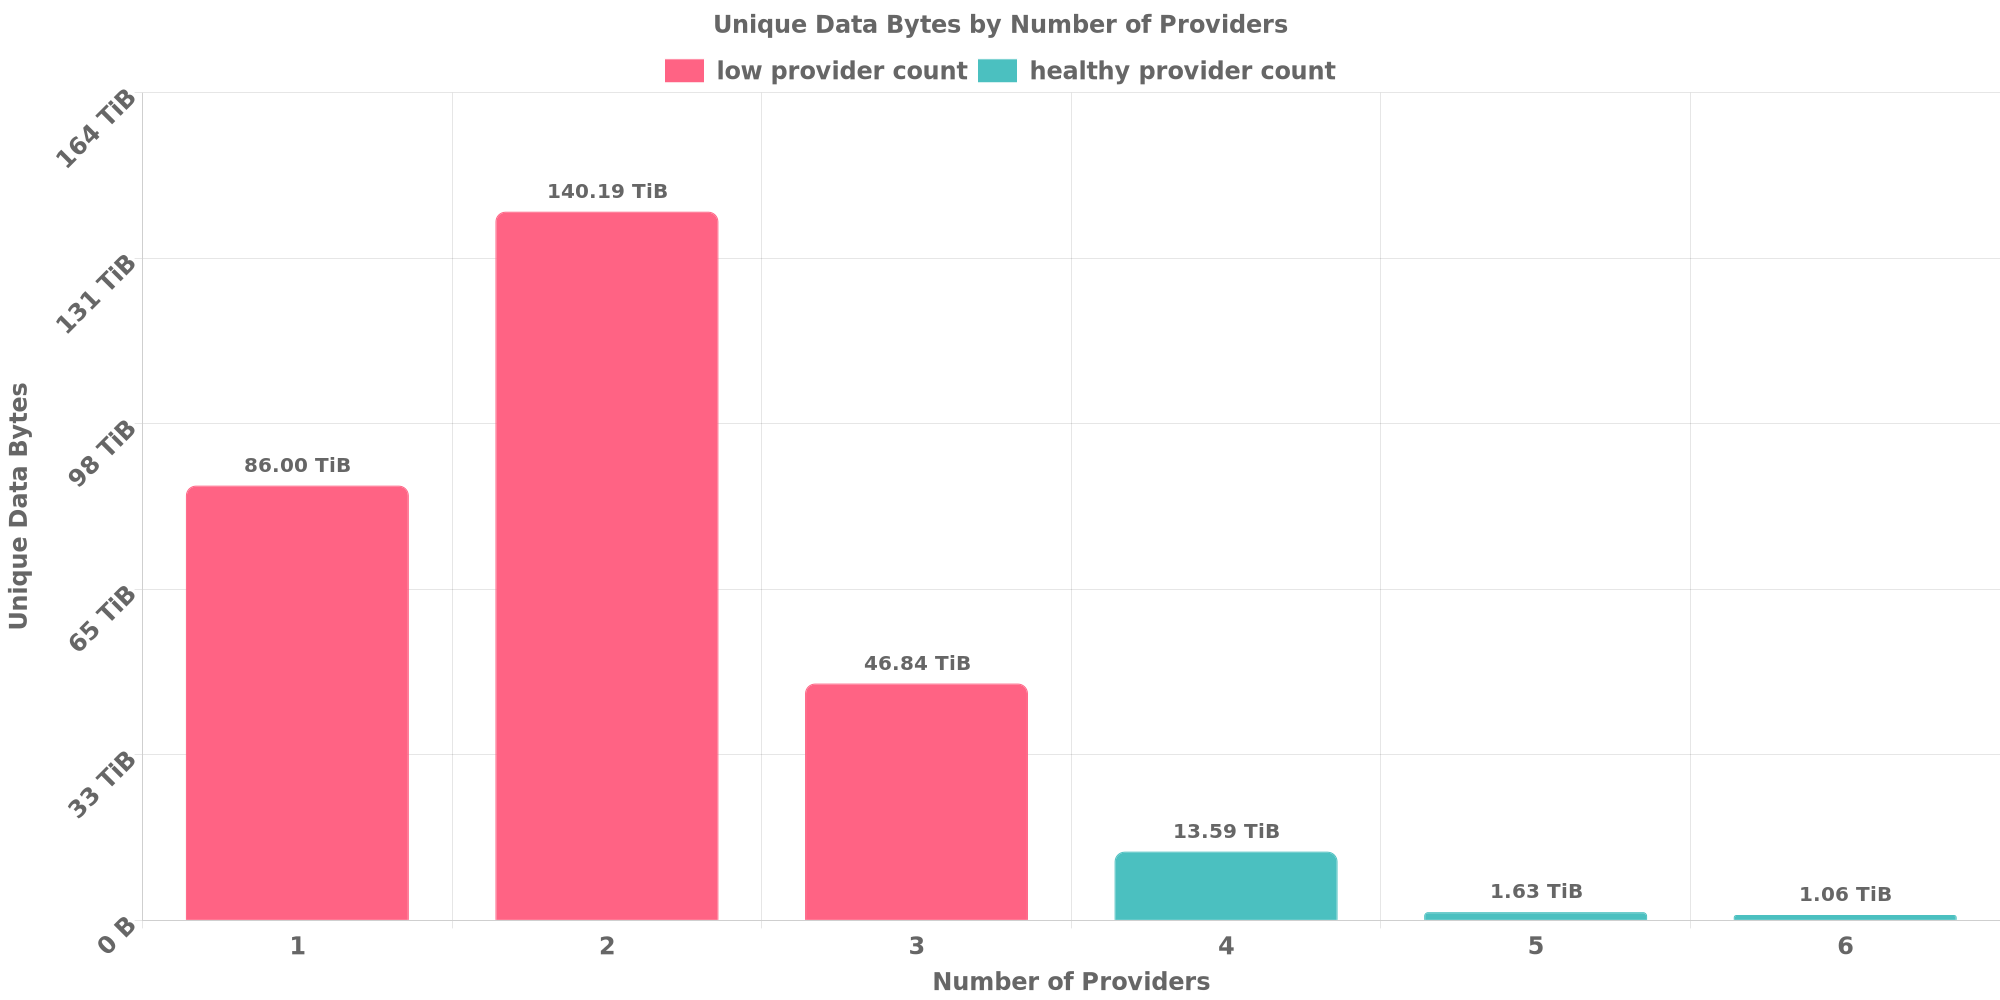 Unique Data Bytes by Number of Providers
low provider count
healthy provider count
164 TiB
131 TiB
98 TiB
65 TiB
33 TiB
0 B
Unique Data Bytes
86.00 TiB
140.19 TiB
46.84 TiB
13.59 TiB
1.63 TiB
1.06 TiB
1
2
3
4
5
6
Number of Providers